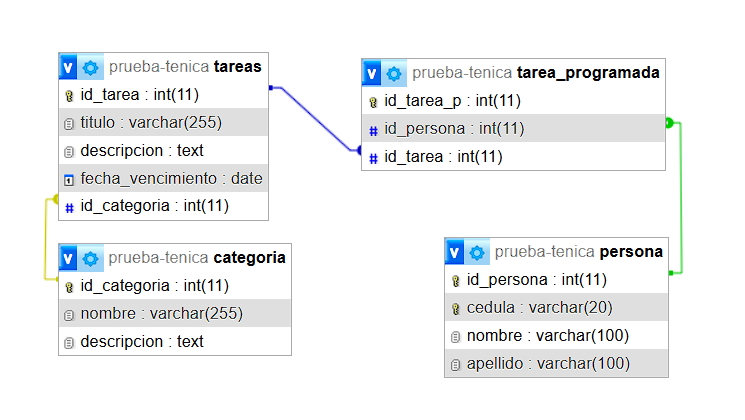 v prueba-tenica tareas
id_tarea : int(11)
titulo : varchar(255)
descripcion : text
fecha_vencimiento : date
# id_categoria : int(11)
v prueba-tenica tarea_programada
id_tarea_p : int(11)
# id_persona : int(11)
# id_tarea : int(11)
v prueba-tenica categoria
id_categoria : int(11)
nombre : varchar(255)
descripcion : text
v prueba-tenica persona
id_persona : int(11)
cedula : varchar(20)
nombre : varchar(100)
apellido : varchar(100)